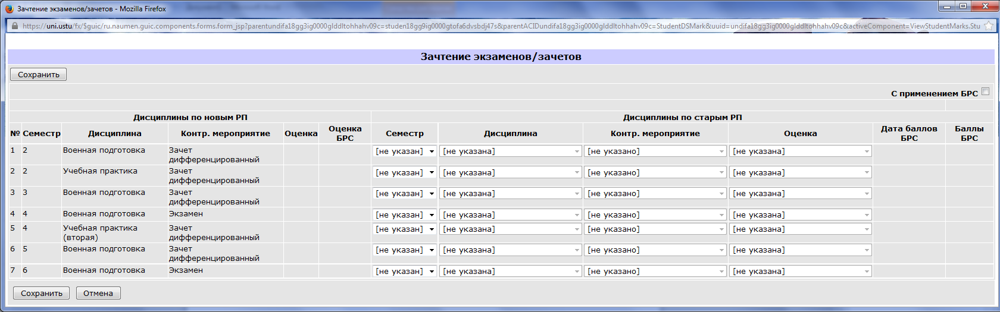 Зачтение экзаменов/зачетов - Mozilla Firefox
https://uni.ustu/fx/$guic/ru.naumen.guic.components.forms.form_jsp?parentundifa18gg3ig0000glddltohhahv09c=studen18gg9ig0000gtofa6dvsbdj47s&parentACIDundifa18gg3ig0000glddltohhahv09c=StudentDSMark&uuid=undifa18gg3ig0000glddltohhahv09c&activeComponent=ViewStudentMarks.Stu
Зачтение экзаменов/зачетов
Сохранить
С применением БРС
Дисциплины по новым РП Дисциплины по старым РП
№ Семестр Дисциплина Контр. мероприятие Оценка Оценка БРС Семестр Дисциплина Контр. мероприятие Оценка Дата баллов БРС Баллы БРС
1 2 Военная подготовка Зачет дифференцированный [не указан] [не указана] [не указано] [не указана]
2 2 Учебная практика Зачет дифференцированный [не указан] [не указана] [не указано] [не указана]
3 3 Военная подготовка Зачет дифференцированный [не указан] [не указана] [не указано] [не указана]
4 4 Военная подготовка Экзамен [не указан] [не указана] [не указано] [не указана]
5 4 Учебная практика (вторая) Зачет дифференцированный [не указан] [не указана] [не указано] [не указана]
6 5 Военная подготовка Зачет дифференцированный [не указан] [не указана] [не указано] [не указана]
7 6 Военная подготовка Экзамен [не указан] [не указана] [не указано] [не указана]
Сохранить Отмена